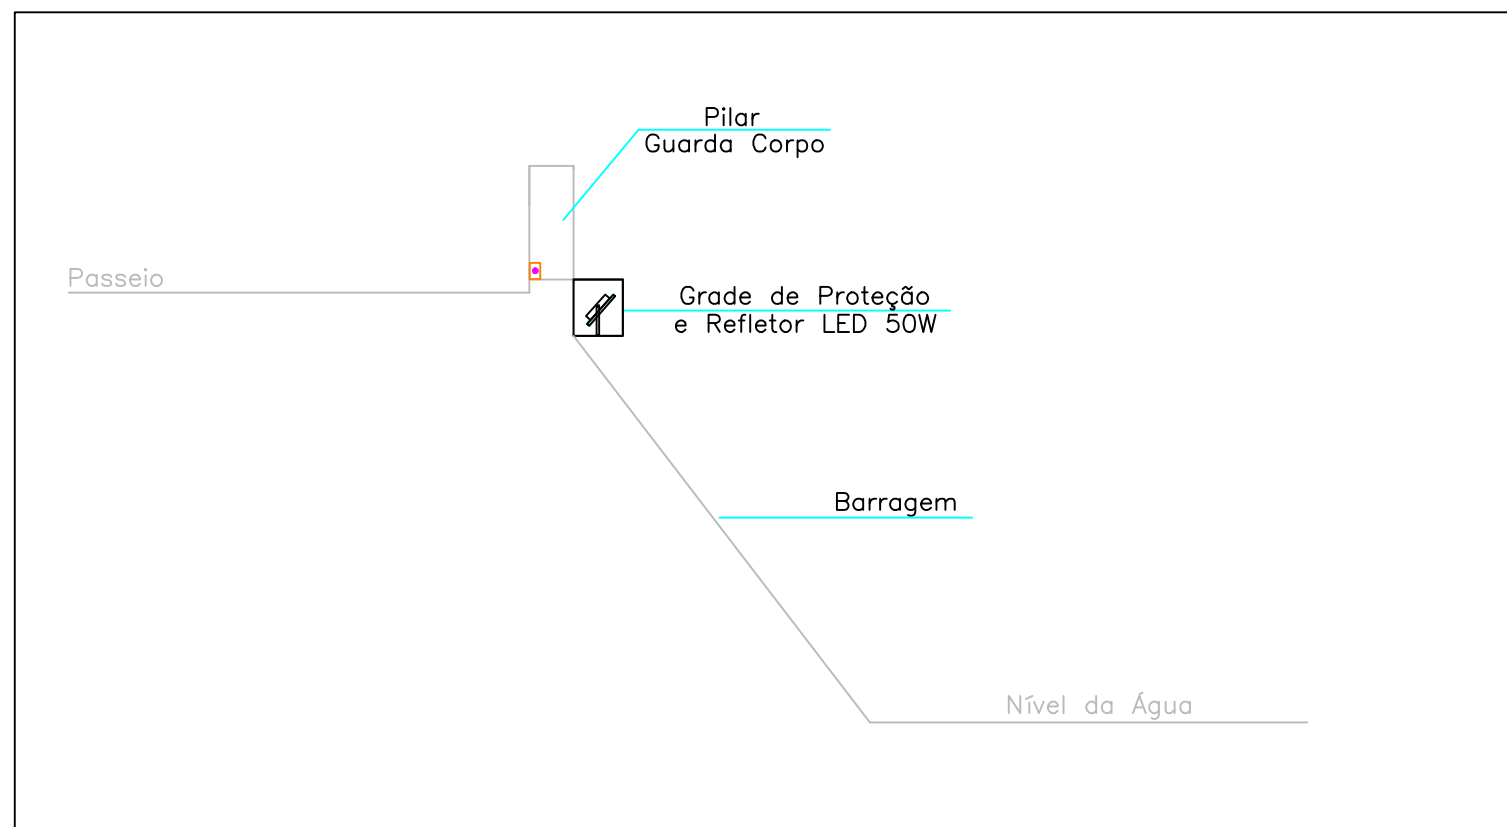 Pilar
Guarda Corpo
Passeio
Grade de Proteção
e Refletor LED 50W
Barragem
Nível da Água